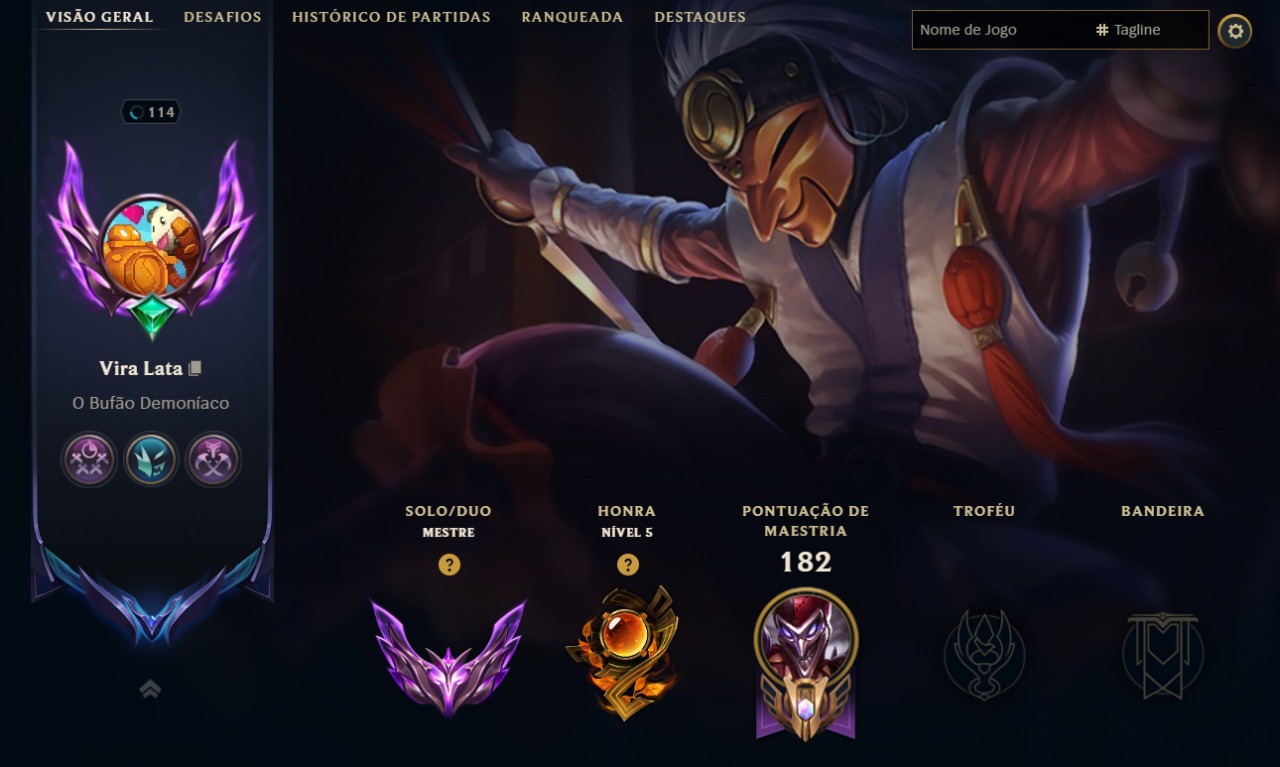 VISÃO GERAL DESAFIOS HISTÓRICO DE PARTIDAS RANQUEADA DESTAQUES
Nome de Jogo # Tagline
114
Vira Lata
O Bufão Demoníaco
SOLO/DUO
MESTRE
?
HONRA
NÍVEL 5
?
PONTUAÇÃO DE
MAESTRIA
182
TROFÉU
BANDEIRA